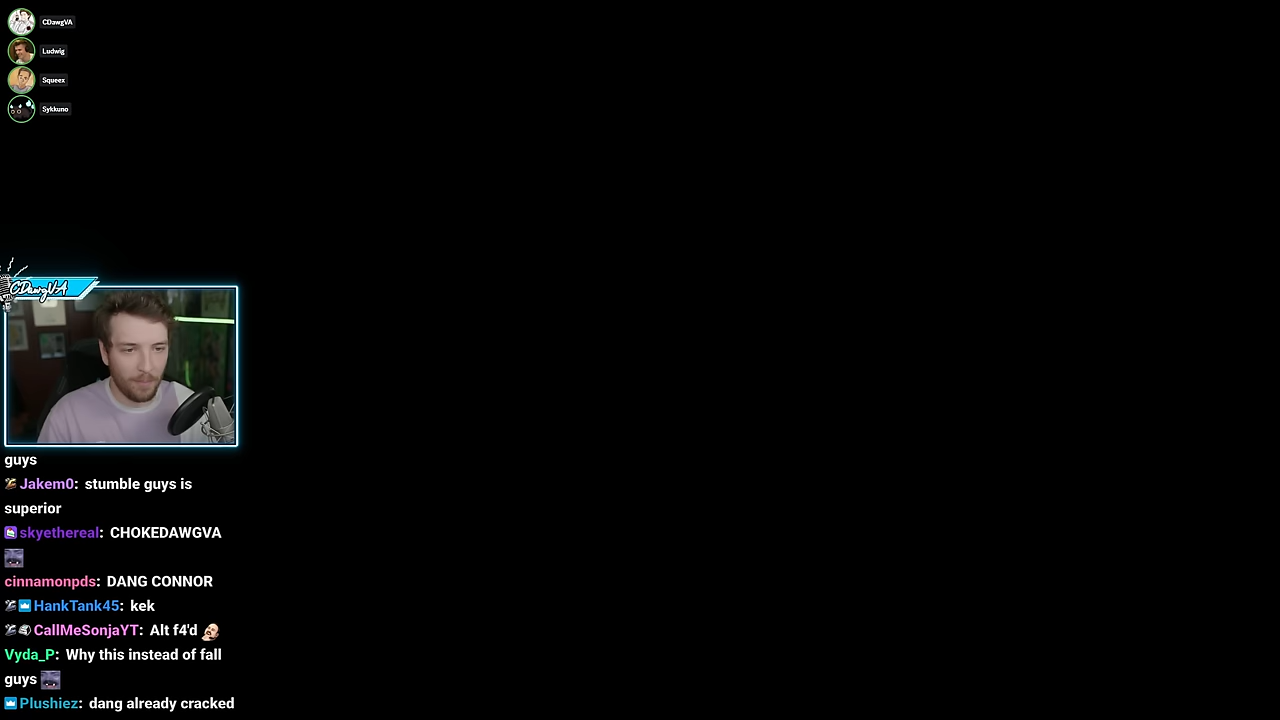 CDawgVA
Ludwig
Squeex
Sykkuno
CDawgVA
guys
Jakem0: stumble guys is
superior
skyethereal: CHOKEDAWGVA
cinnamonpds: DANG CONNOR
HankTank45: kek
CallMeSonjaYT: Alt f4'd
Vyda_P: Why this instead of fall
guys
Plushiez: dang already cracked